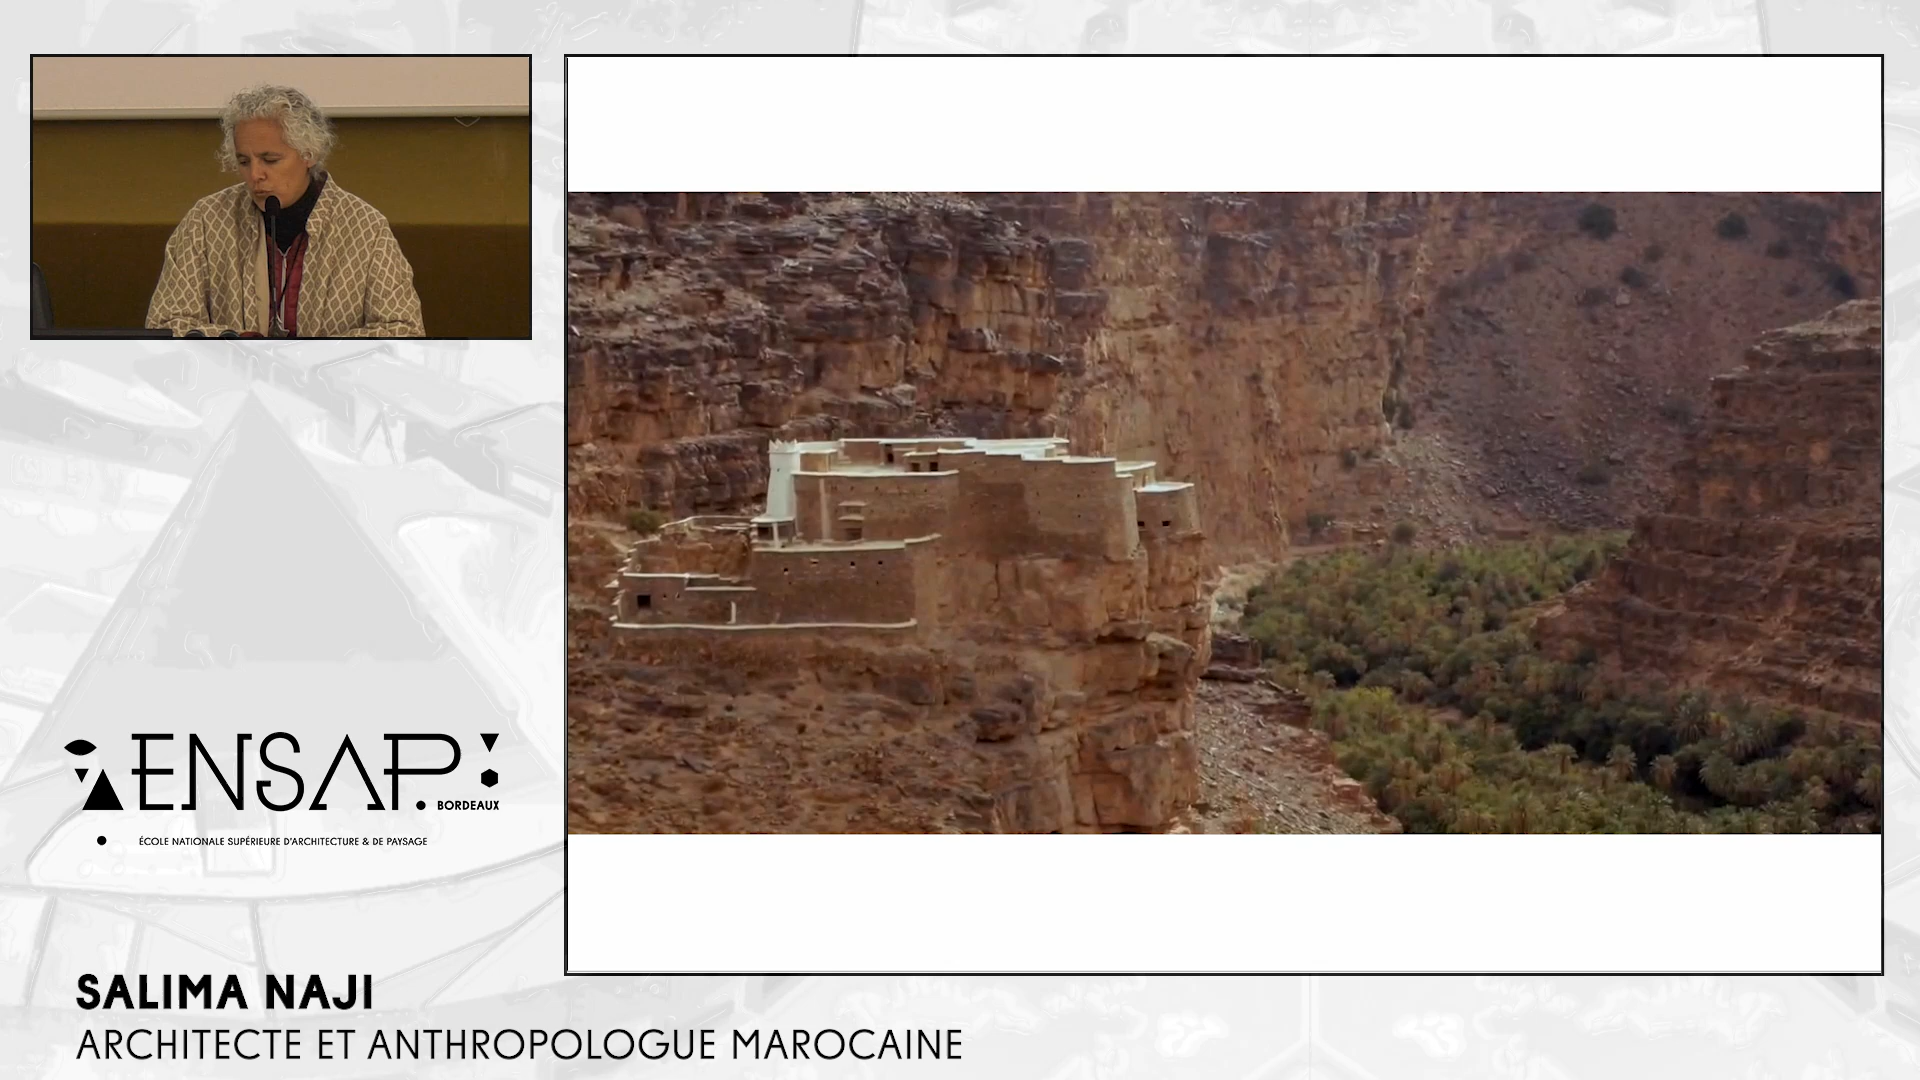 ENSAP
BORDEAUX
ÉCOLE NATIONALE SUPÉRIEURE D'ARCHITECTURE & DE PAYSAGE
SALIMA NAJI
ARCHITECTE ET ANTHROPOLOGUE MAROCAINE